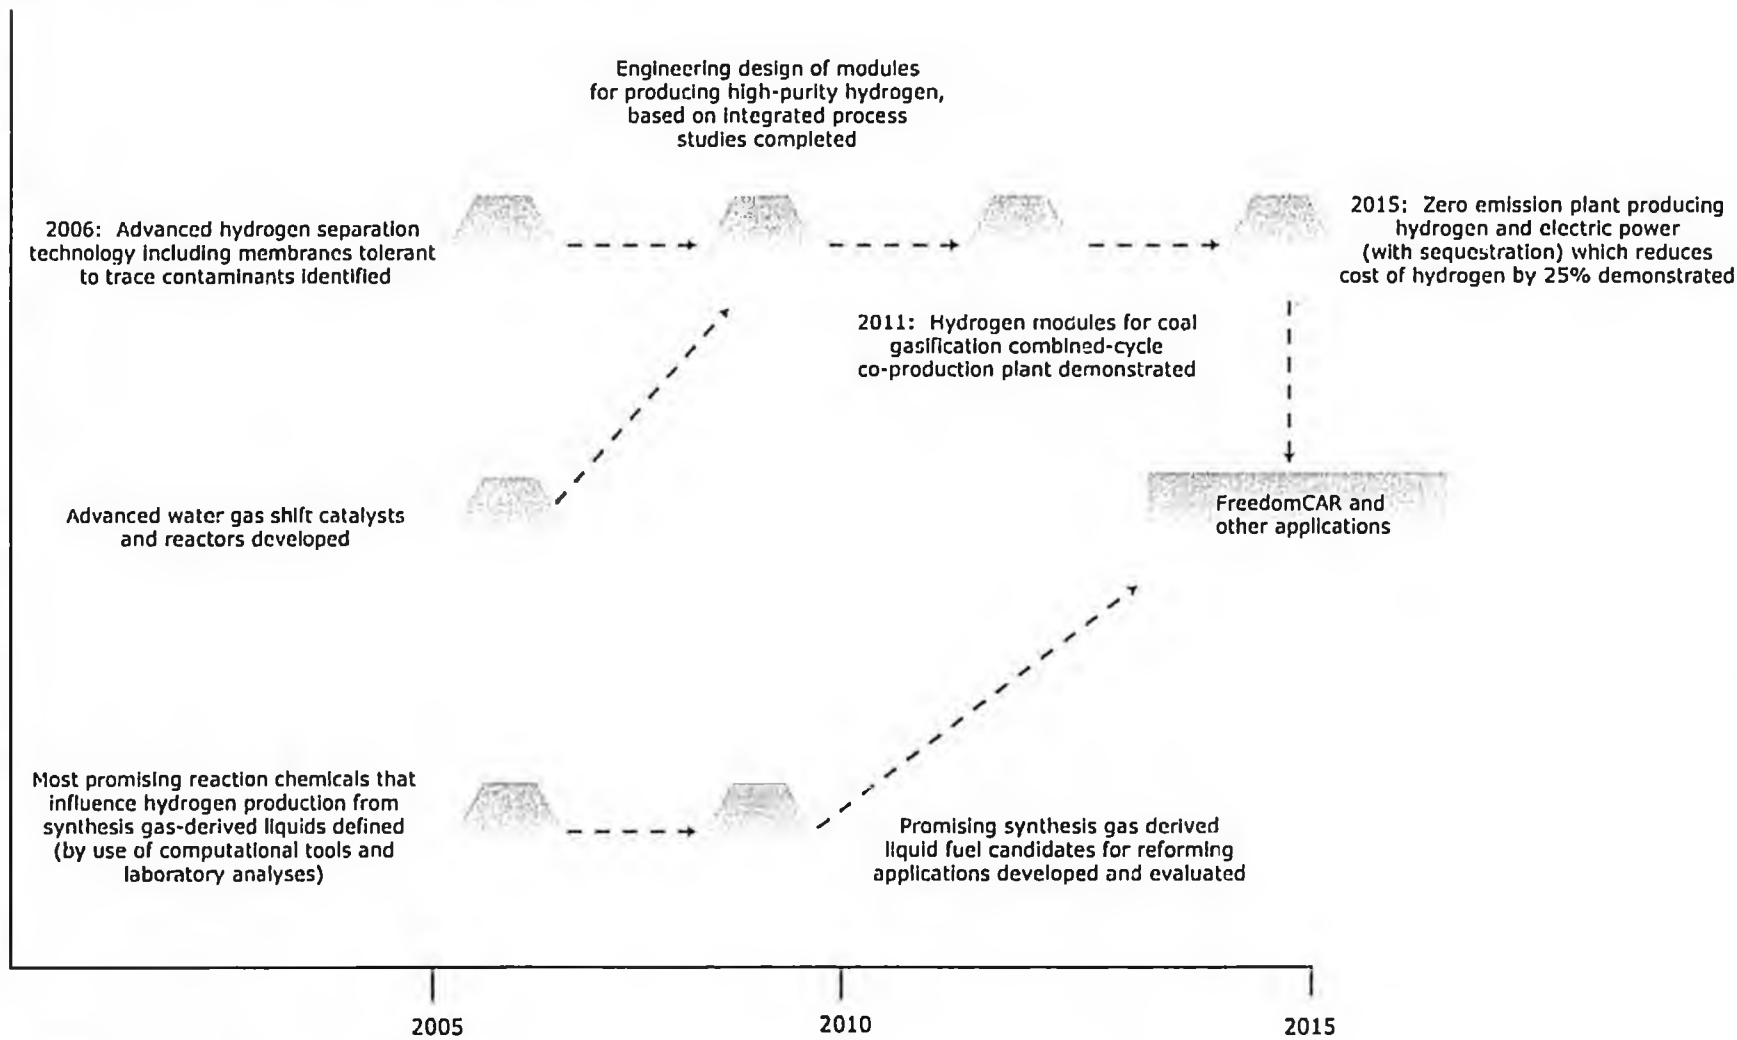 Engineering design of modules
for producing high-purity hydrogen,
based on integrated process
studies completed
2006: Advanced hydrogen separation
technology including membranes tolerant
to trace contaminants identified
2015: Zero emission plant producing
hydrogen and electric power
(with sequestration) which reduces
cost of hydrogen by 25% demonstrated
2011: Hydrogen modules for coal
gasification combined-cycle
co-production plant demonstrated
Advanced water gas shift catalysts
and reactors developed
FreedomCAR and
other applications
Most promising reaction chemicals that
influence hydrogen production from
synthesis gas-derived liquids defined
(by use of computational tools and
laboratory analyses)
Promising synthesis gas derived
liquid fuel candidates for reforming
applications developed and evaluated
2005
2010
2015